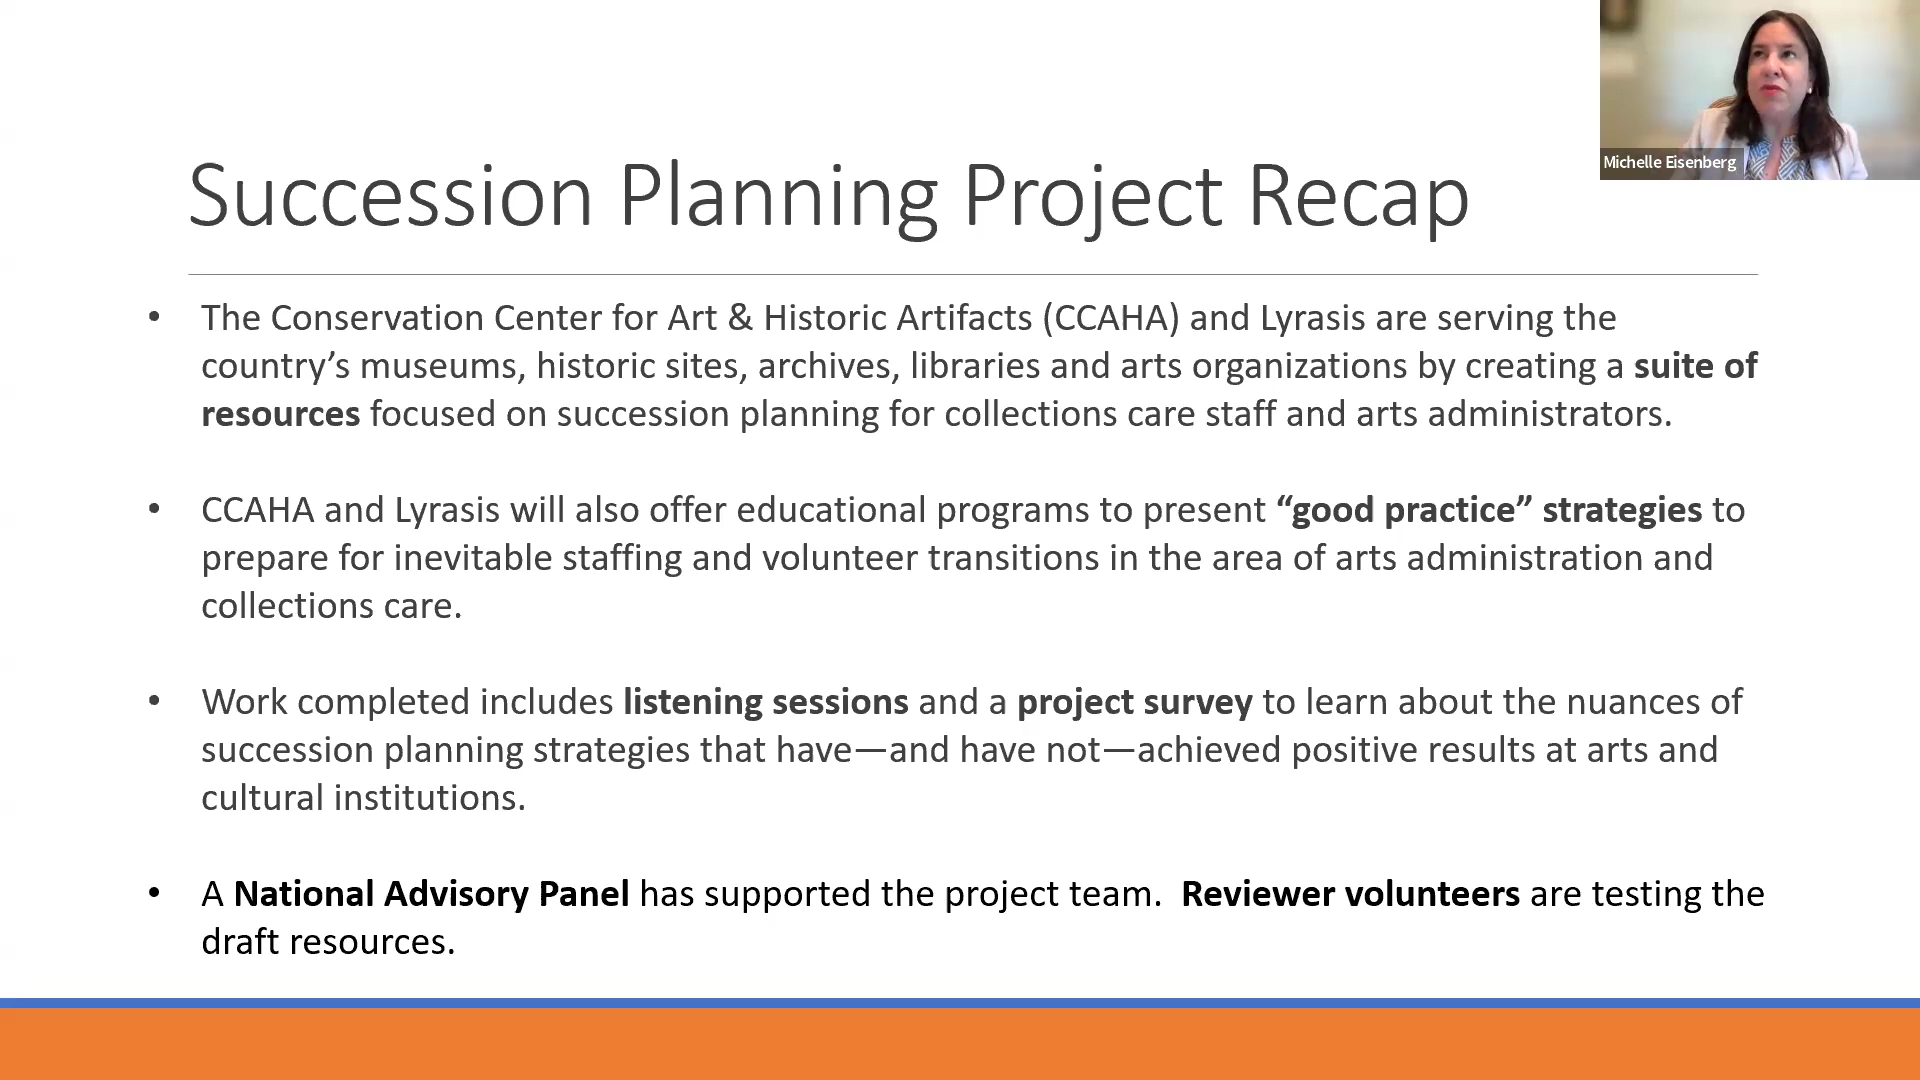 Michelle Eisenberg
Succession Planning Project Recap
• The Conservation Center for Art & Historic Artifacts (CCAHA) and Lyrasis are serving the
country’s museums, historic sites, archives, libraries and arts organizations by creating a suite of
resources focused on succession planning for collections care staff and arts administrators.
• CCAHA and Lyrasis will also offer educational programs to present “good practice” strategies to
prepare for inevitable staffing and volunteer transitions in the area of arts administration and
collections care.
• Work completed includes listening sessions and a project survey to learn about the nuances of
succession planning strategies that have—and have not—achieved positive results at arts and
cultural institutions.
• A National Advisory Panel has supported the project team.  Reviewer volunteers are testing the
draft resources.